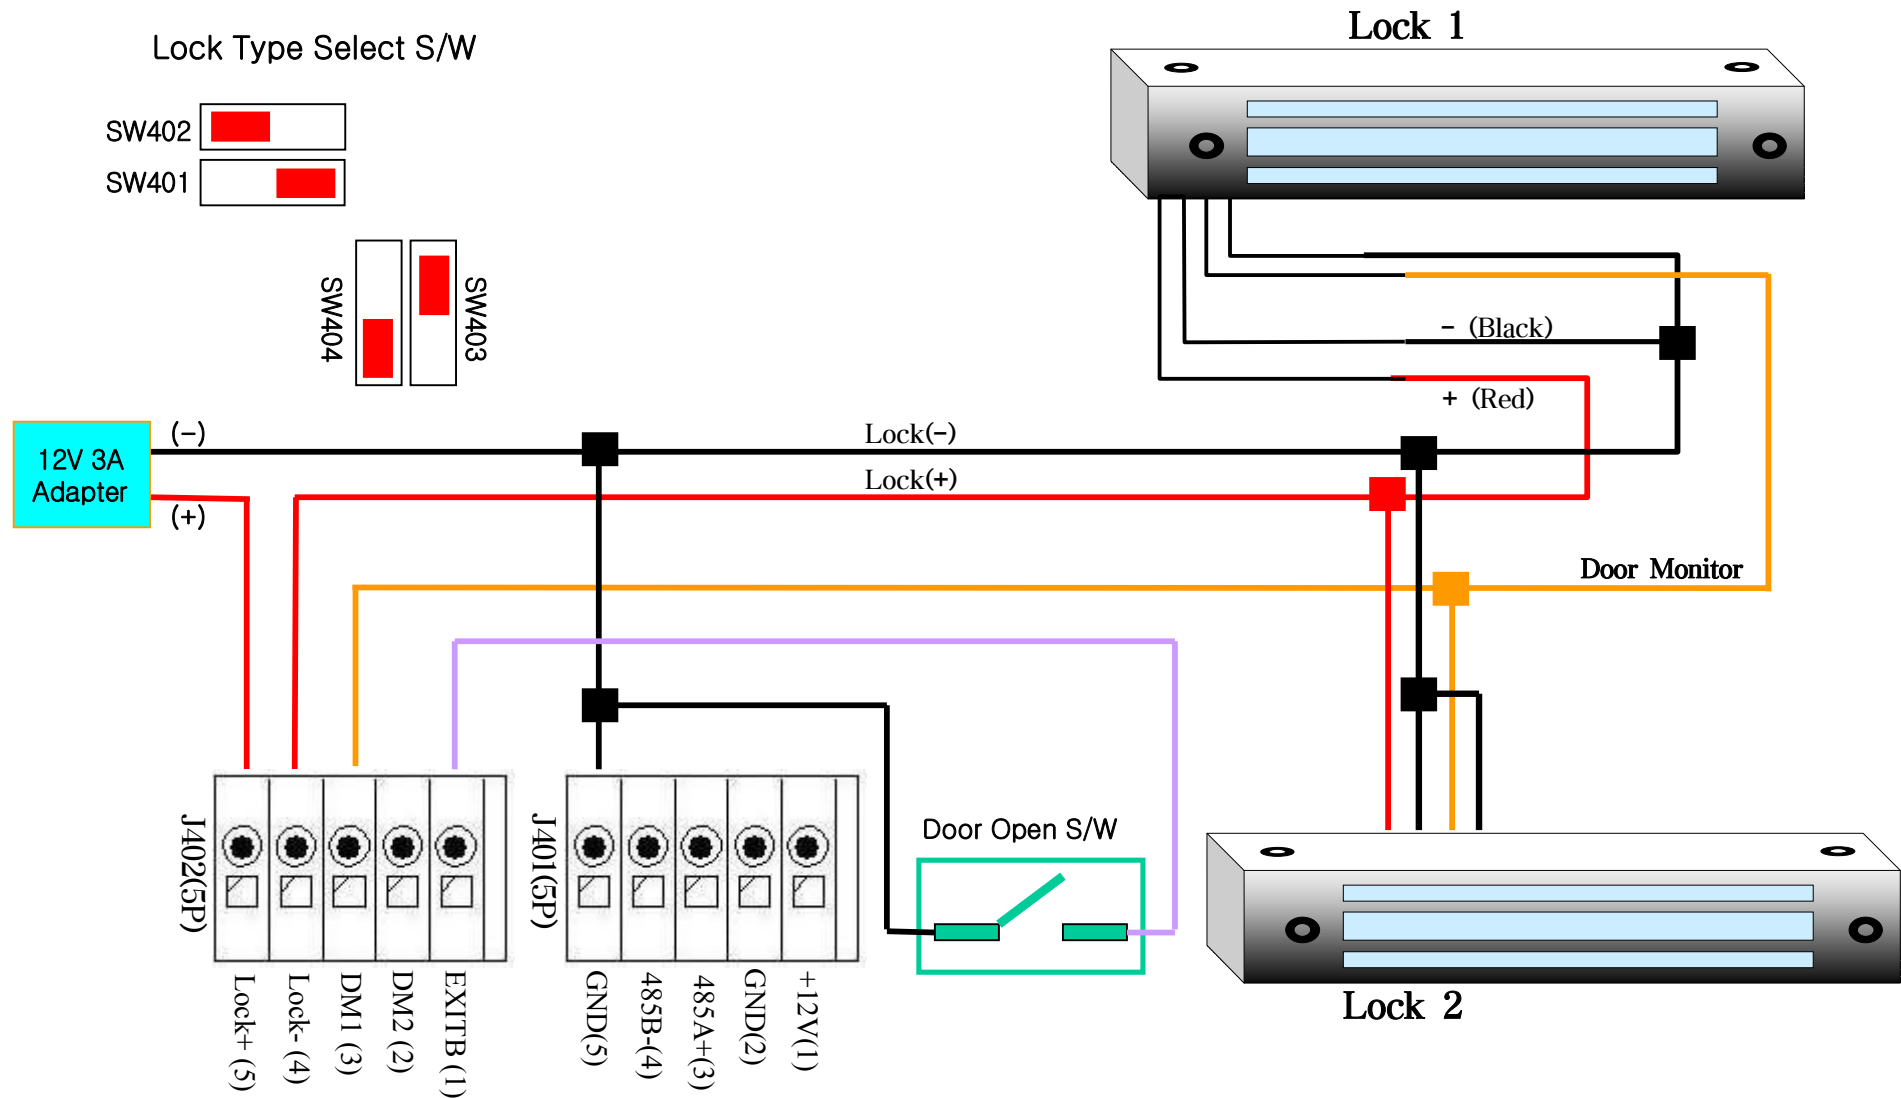 Lock 1
Lock Type Select S/W
SW402
SW401
SW404
SW403
- (Black)
+ (Red)
12V 3A
Adapter
(-)
(+)
Lock(-)
Lock(+)
Door Monitor
J402(5P)
J401(5P)
Door Open S/W
Lock+ (5)
Lock- (4)
DM1 (3)
DM2 (2)
EXITB (1)
GND(5)
485B-(4)
485A+(3)
GND(2)
+12V(1)
Lock 2